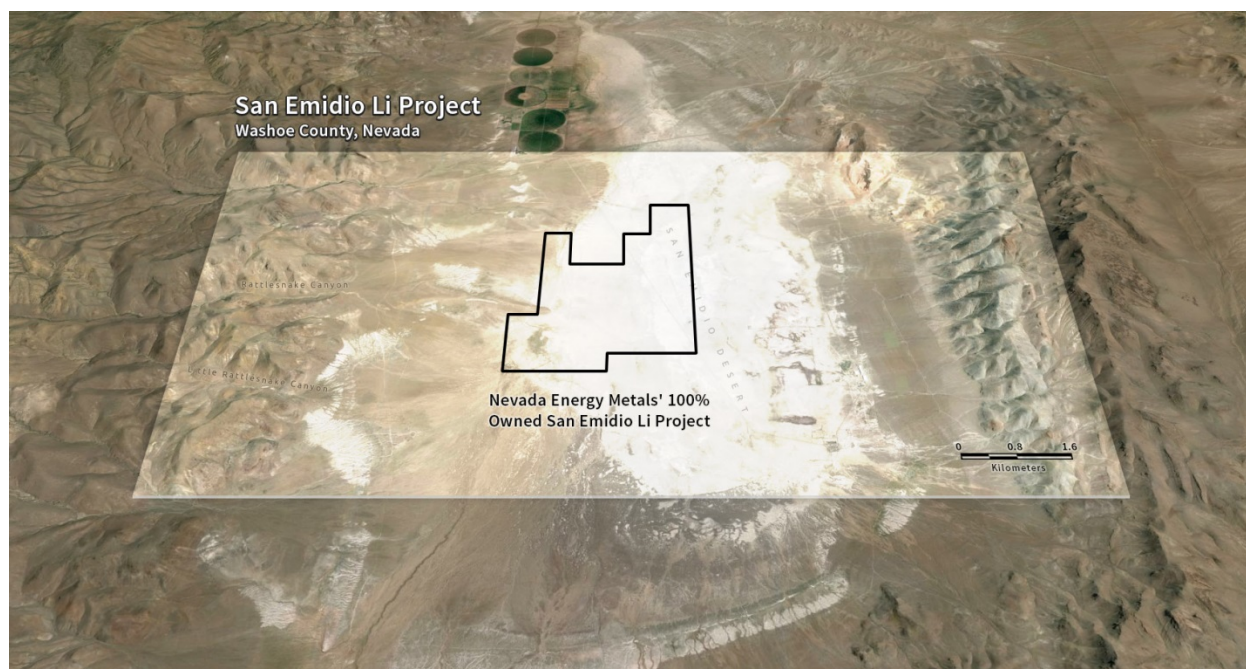 San Emidio Li Project
Washoe County, Nevada
Rattlesnake Canyon
SAN EMIDIO DESERT
Little Rattlesnake Canyon
Nevada Energy Metals' 100%
Owned San Emidio Li Project
0 0.8 1.6
Kilometers